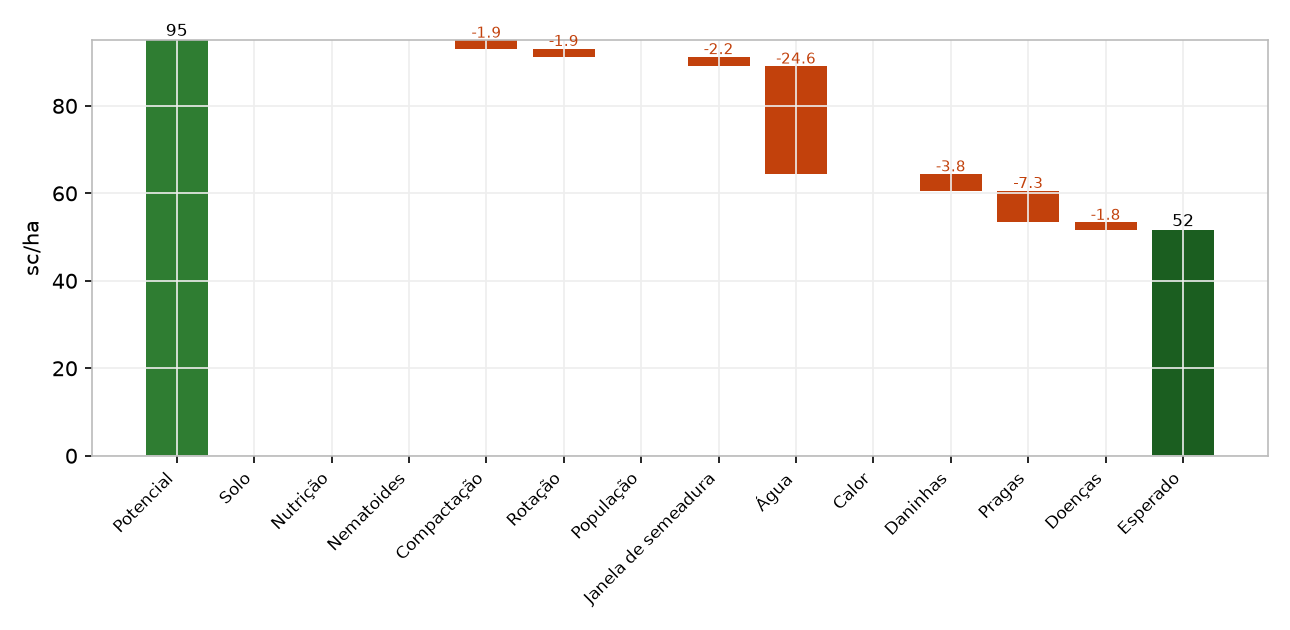 95
-1.9
-1.9
-2.2
-24.6
-3.8
-7.3
-1.8
52
80
60
40
20
0
sc/ha
Potencial
Solo
Nutrição
Nematoides
Compactação
Rotação
População
Janela de semeadura
Água
Calor
Daninhas
Pragas
Doenças
Esperado